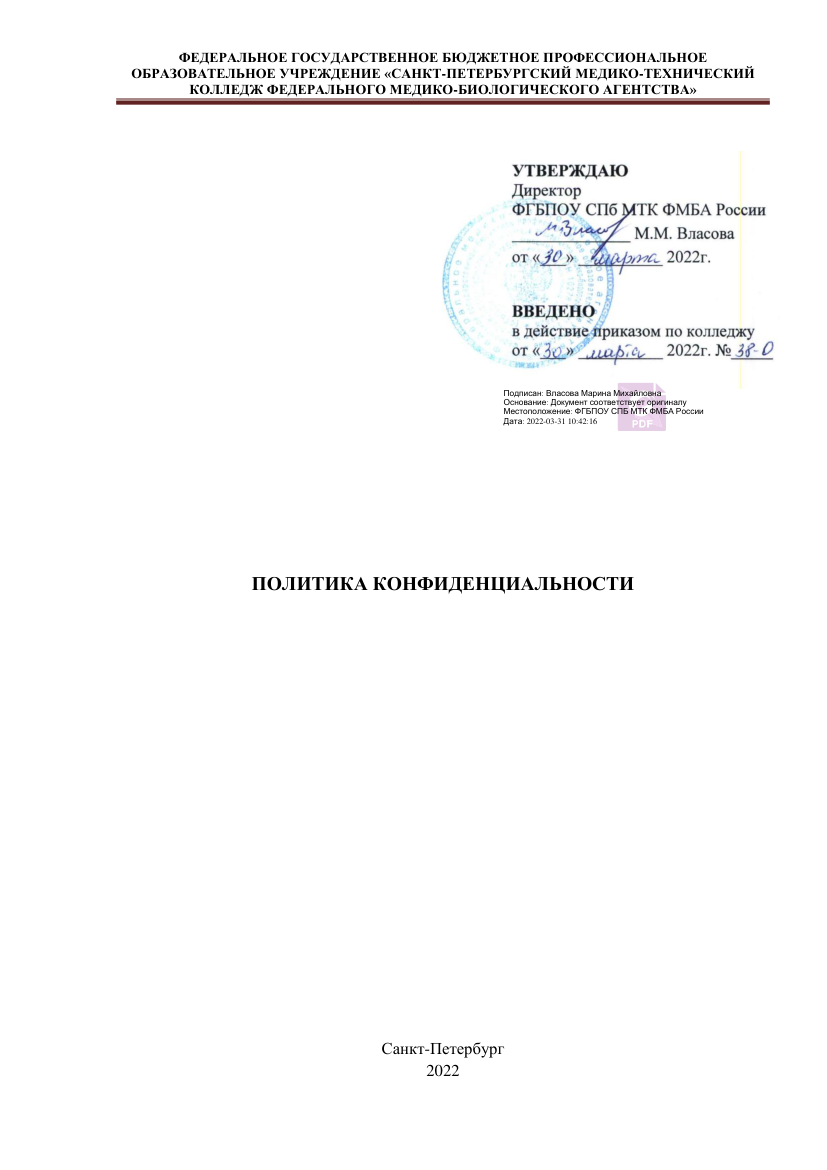 ФЕДЕРАЛЬНОЕ ГОСУДАРСТВЕННОЕ БЮДЖЕТНОЕ ПРОФЕССИОНАЛЬНОЕ
ОБРАЗОВАТЕЛЬНОЕ УЧРЕЖДЕНИЕ «САНКТ-ПЕТЕРБУРГСКИЙ МЕДИКО-ТЕХНИЧЕСКИЙ
КОЛЛЕДЖ ФЕДЕРАЛЬНОГО МЕДИКО-БИОЛОГИЧЕСКОГО АГЕНТСТВА»
УТВЕРЖДАЮ
Директор
ФГБПОУ СПб МТК ФМБА России
М.Власов М.М. Власова
от «30» марта 2022г.
ВВЕДЕНО
в действие приказом по колледжу
от «30» марта 2022г. №38-О
Подписан: Власова Марина Михайловна
Основание: Документ соответствует оригиналу
Местоположение: ФГБПОУ СПБ МТК ФМБА России
Дата: 2022-03-31 10:42:16
PDF
ПОЛИТИКА КОНФИДЕНЦИАЛЬНОСТИ
Санкт-Петербург
2022